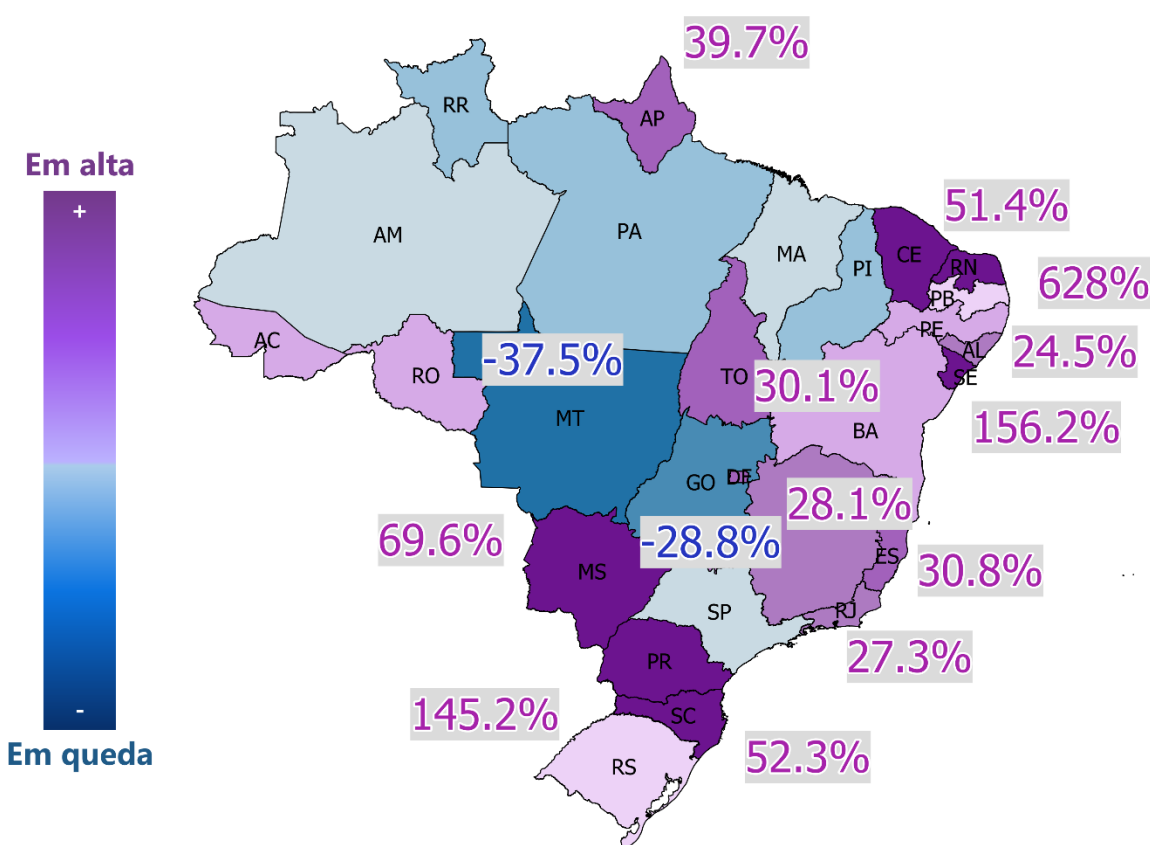 39.7%
RR
AP
Em alta
+
51.4%
AM
PA
MA
PI
CE
RN
628%
PB
PE
AC
RO
-37.5%
TO
30.1%
AL
24.5%
SE
MT
BA
156.2%
GO
DF
28.1%
69.6%
-28.8%
ES
30.8%
MS
SP
RJ
27.3%
PR
145.2%
SC
-
Em queda
52.3%
RS